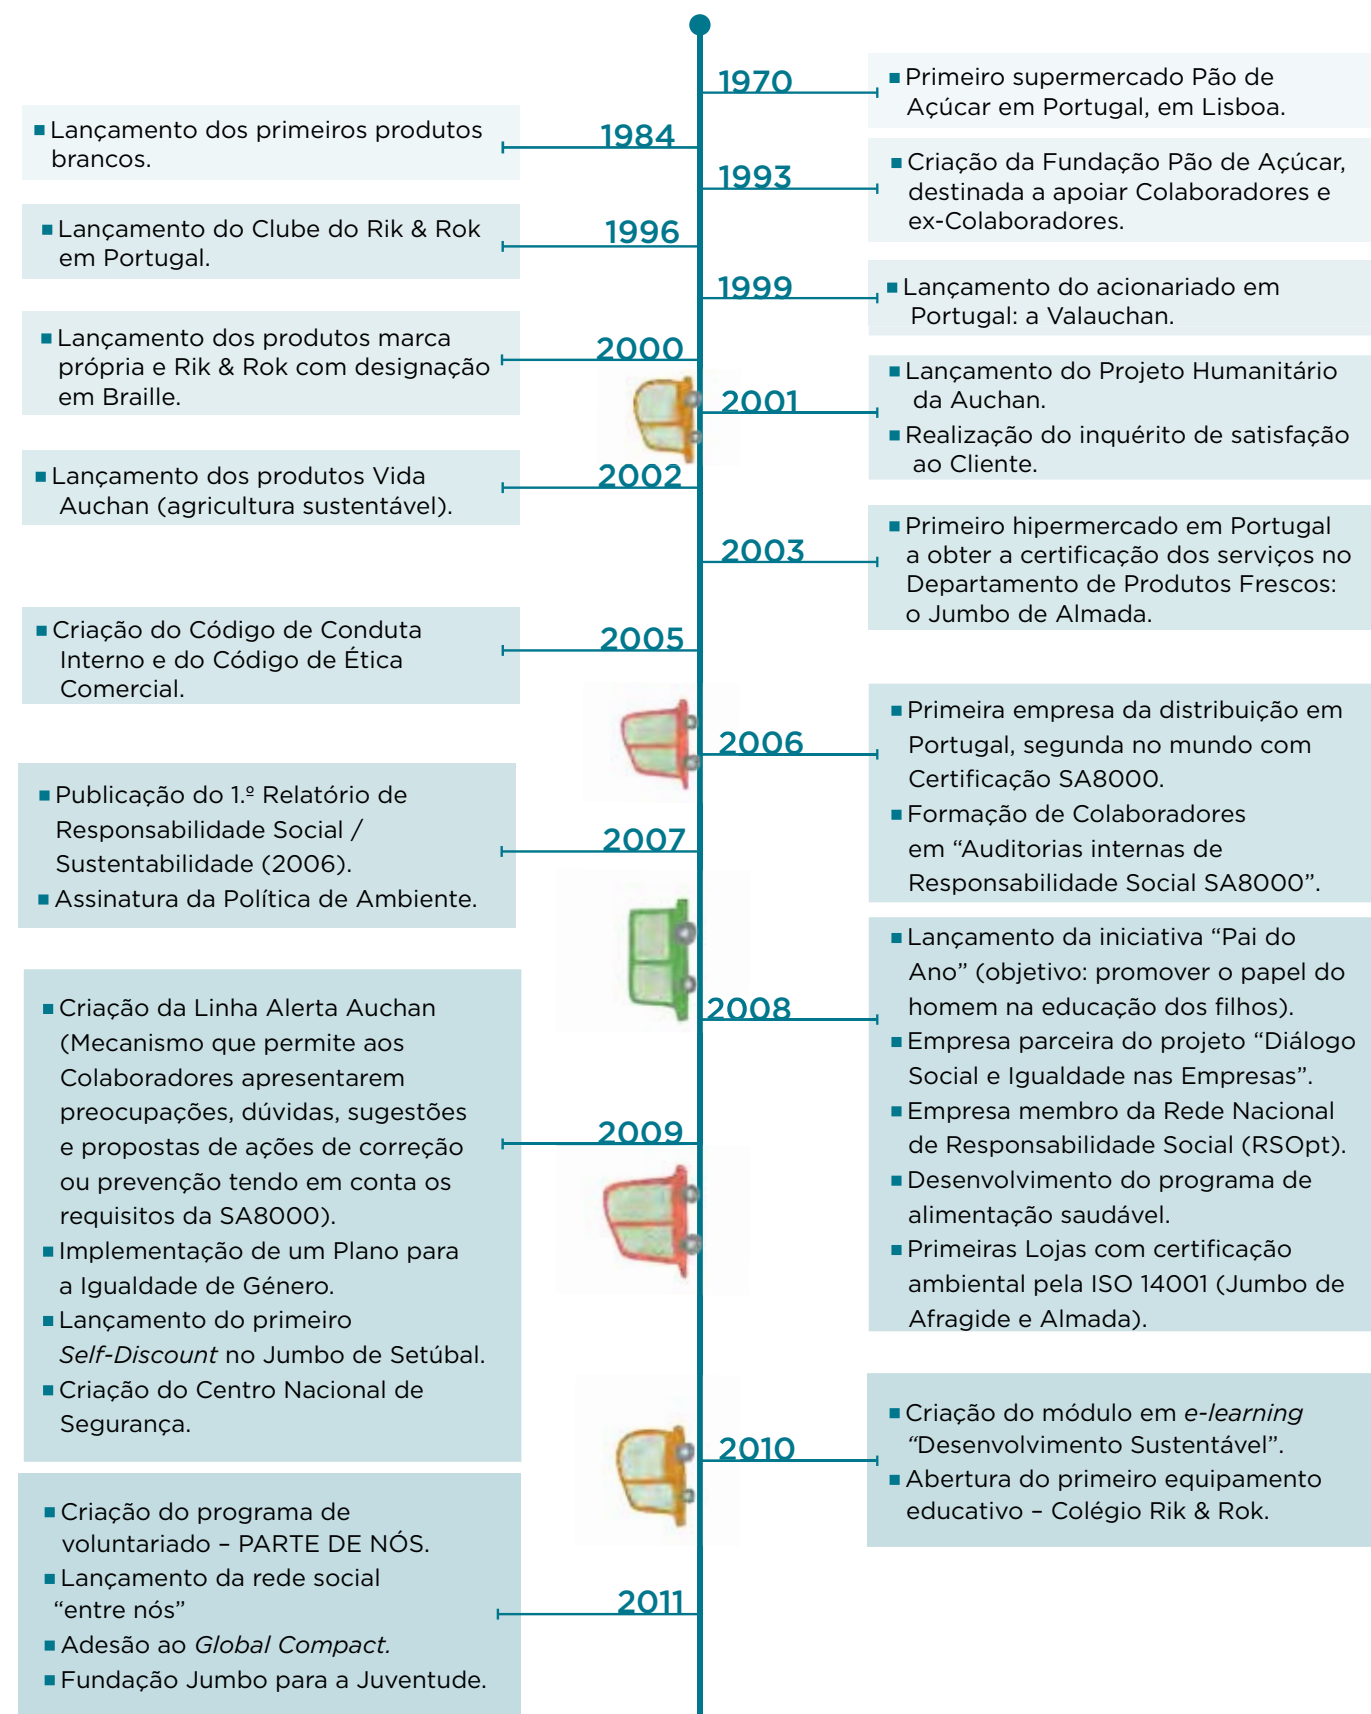 1970
Primeiro supermercado Pão de
Açúcar em Portugal, em Lisboa.
1984
Lançamento dos primeiros produtos
brancos.
1993
Criação da Fundação Pão de Açúcar,
destinada a apoiar Colaboradores e
ex-Colaboradores.
1996
Lançamento do Clube do Rik & Rok
em Portugal.
1999
Lançamento do acionariado em
Portugal: a Valauchan.
2000
Lançamento dos produtos marca
própria e Rik & Rok com designação
em Braille.
2001
Lançamento do Projeto Humanitário
da Auchan.
Realização do inquérito de satisfação
ao Cliente.
2002
Lançamento dos produtos Vida
Auchan (agricultura sustentável).
2003
Primeiro hipermercado em Portugal
a obter a certificação dos serviços no
Departamento de Produtos Frescos:
o Jumbo de Almada.
2005
Criação do Código de Conduta
Interno e do Código de Ética
Comercial.
2006
Primeira empresa da distribuição em
Portugal, segunda no mundo com
Certificação SA8000.
Formação de Colaboradores
em “Auditorias internas de
Responsabilidade Social SA8000”.
2007
Publicação do 1.º Relatório de
Responsabilidade Social /
Sustentabilidade (2006).
Assinatura da Política de Ambiente.
2008
Lançamento da iniciativa “Pai do
Ano” (objetivo: promover o papel do
homem na educação dos filhos).
Empresa parceira do projeto “Diálogo
Social e Igualdade nas Empresas”.
Empresa membro da Rede Nacional
de Responsabilidade Social (RSOpt).
Desenvolvimento do programa de
alimentação saudável.
Primeiras Lojas com certificação
ambiental pela ISO 14001 (Jumbo de
Afragide e Almada).
2009
Criação da Linha Alerta Auchan
(Mecanismo que permite aos
Colaboradores apresentarem
preocupações, dúvidas, sugestões
e propostas de ações de correção
ou prevenção tendo em conta os
requisitos da SA8000).
Implementação de um Plano para
a Igualdade de Género.
Lançamento do primeiro
Self-Discount no Jumbo de Setúbal.
Criação do Centro Nacional de
Segurança.
2010
Criação do módulo em e-learning
“Desenvolvimento Sustentável”.
Abertura do primeiro equipamento
educativo – Colégio Rik & Rok.
2011
Criação do programa de
voluntariado – PARTE DE NÓS.
Lançamento da rede social
“entre nós”
Adesão ao Global Compact.
Fundação Jumbo para a Juventude.